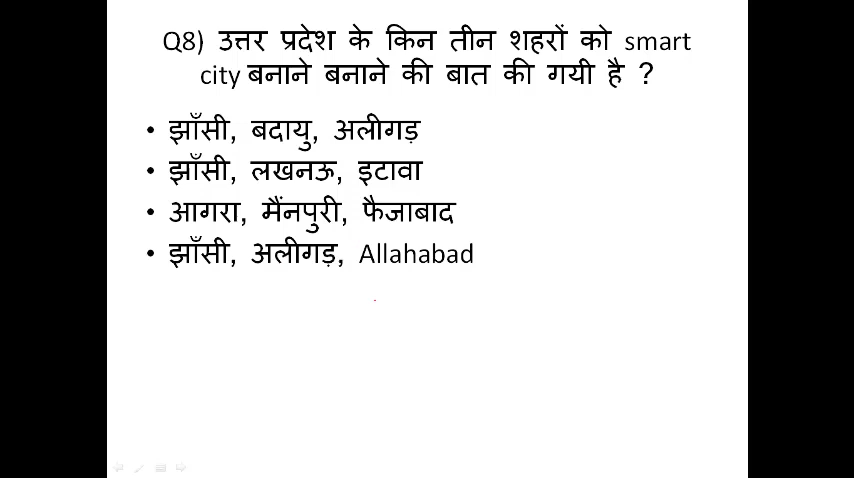 Q8) उत्तर प्रदेश के किन तीन शहरों को smart
city बनाने बनाने की बात की गयी है ?
• झाँसी, बदायु, अलीगड़
• झाँसी, लखनऊ, इटावा
• आगरा, मैंनपुरी, फैजाबाद
• झाँसी, अलीगड़, Allahabad